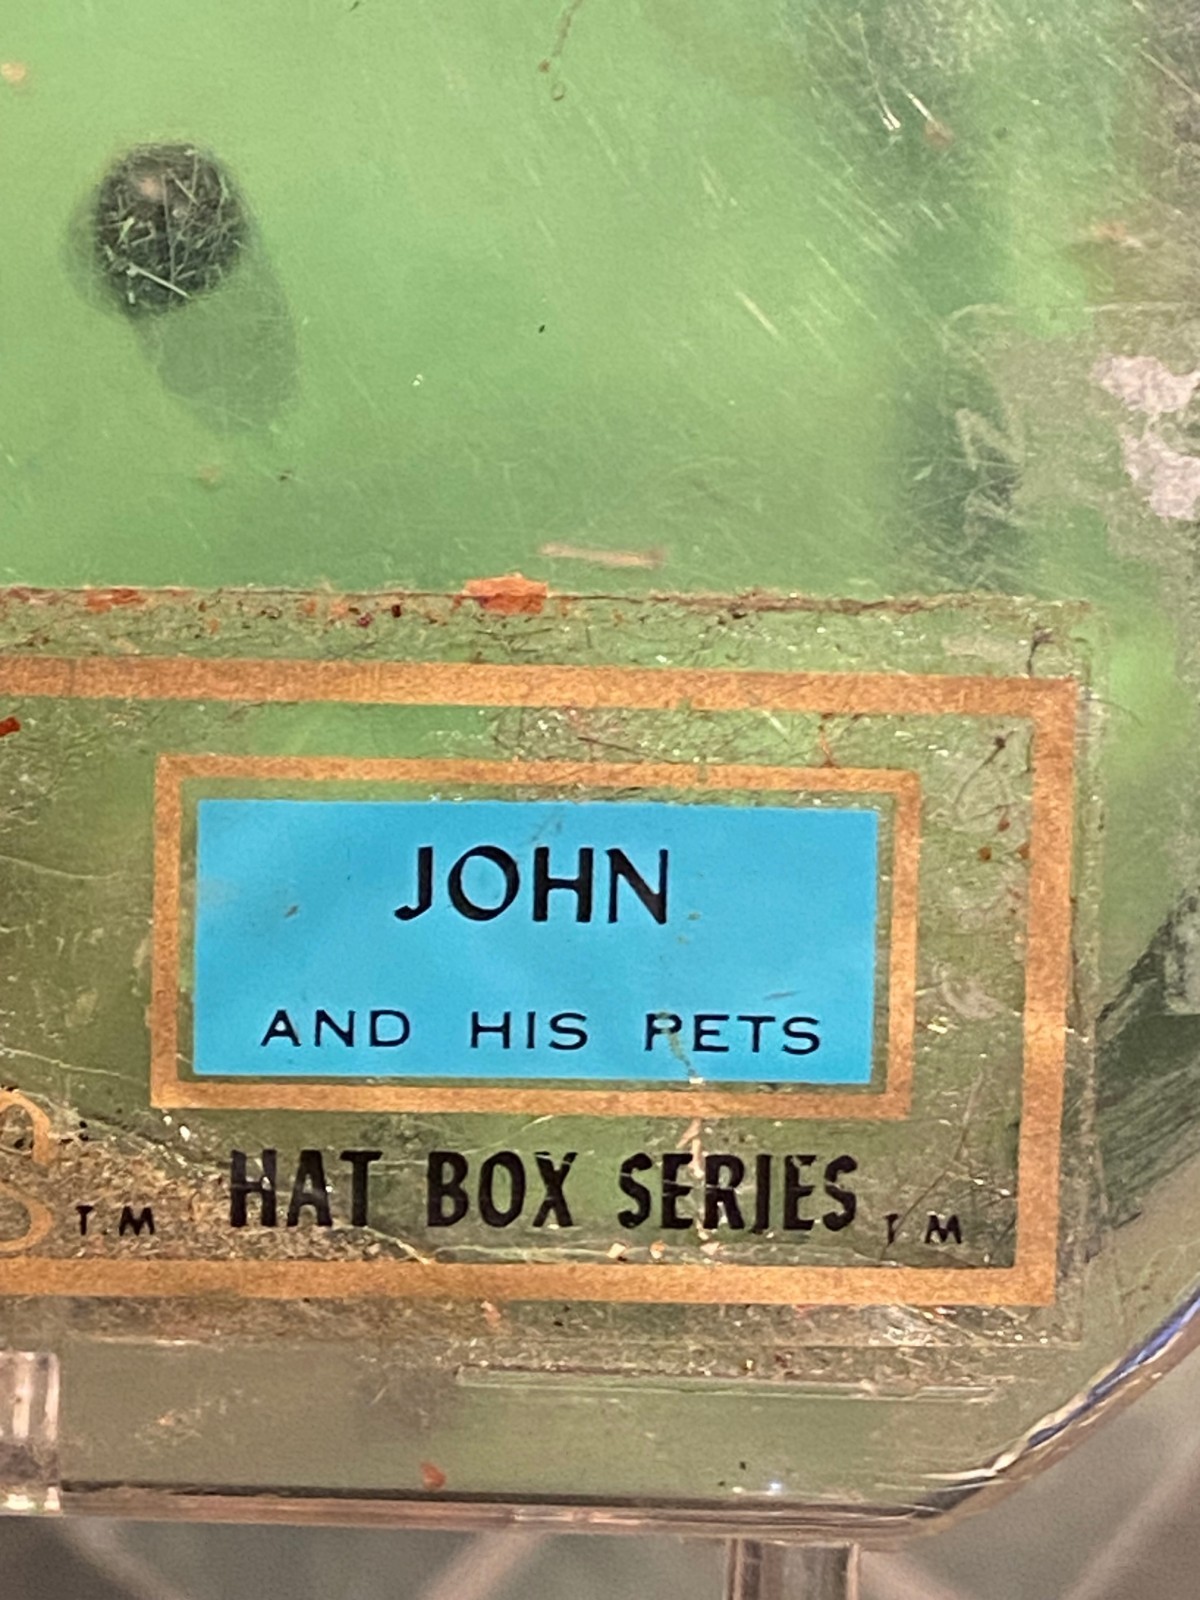 JOHN
AND HIS PETS
T.M HAT BOX SERIES T M